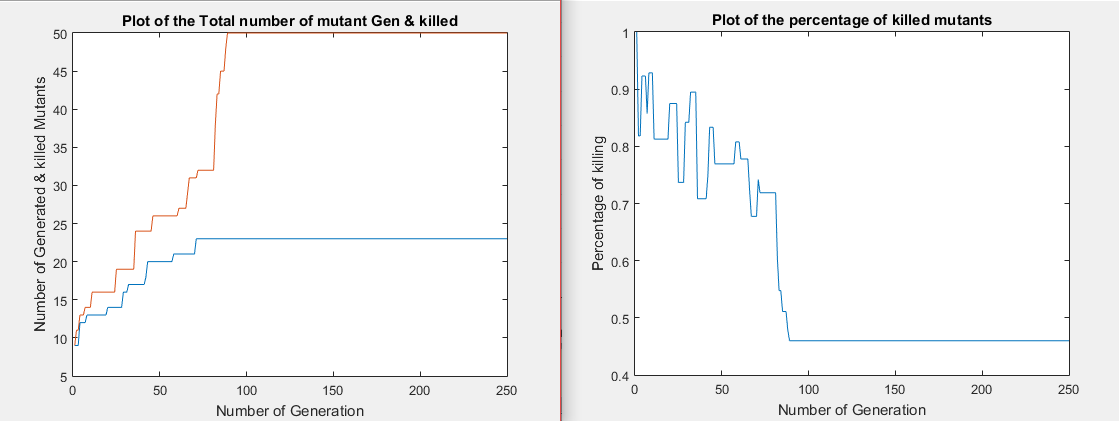 Plot of the Total number of mutant Gen & killed
Number of Generated & killed Mutants
50
45
40
35
30
25
20
15
10
5
0 50 100 150 200 250
Number of Generation
Plot of the percentage of killed mutants
Percentage of killing
1
0.9
0.8
0.7
0.6
0.5
0.4
0 50 100 150 200 250
Number of Generation